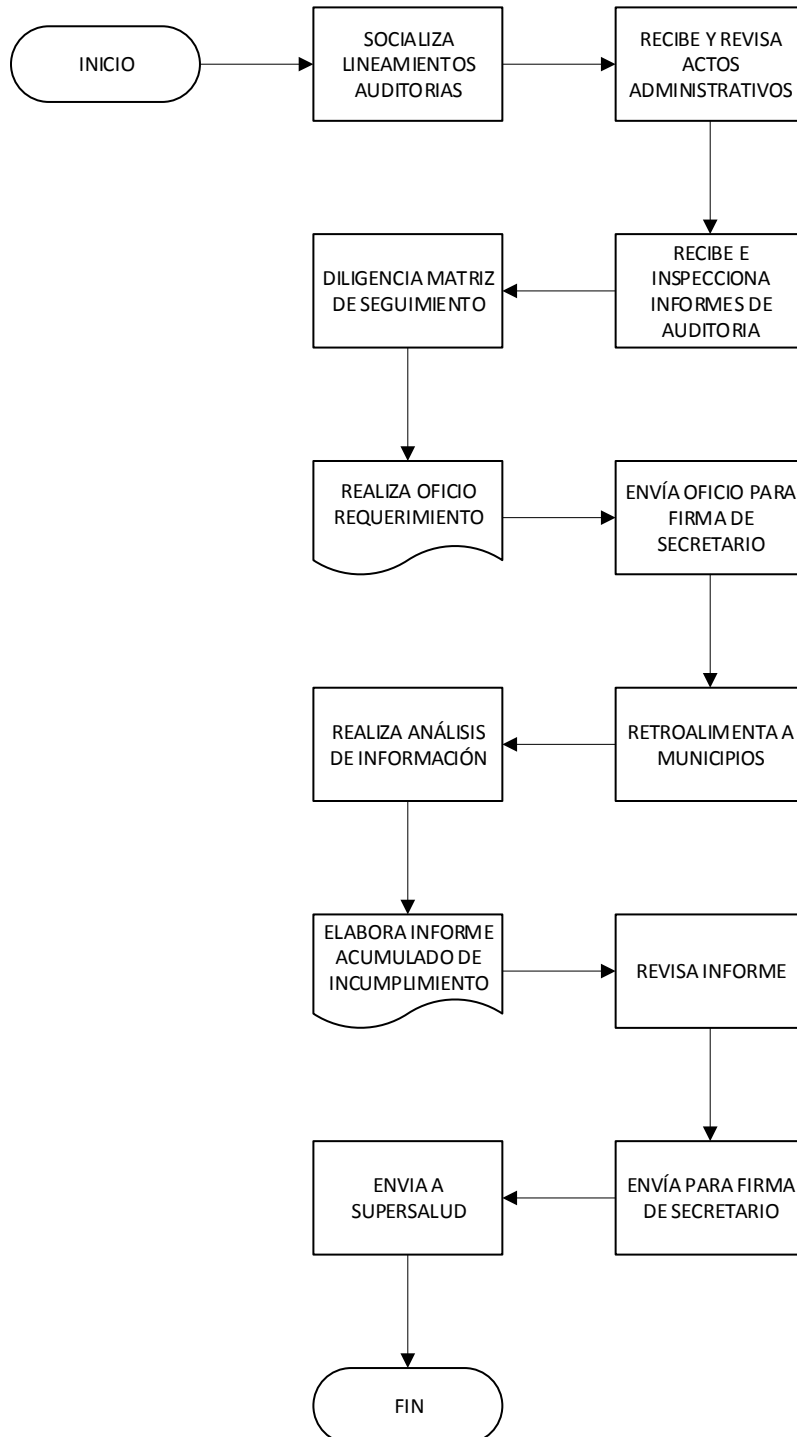 INICIO
SOCIALIZA
LINEAMIENTOS
AUDITORIAS
RECIBE Y REVISA
ACTOS
ADMINISTRATIVOS
RECIBE E
INSPECCIONA
INFORMES DE
AUDITORIA
DILIGENCIA MATRIZ
DE SEGUIMIENTO
REALIZA OFICIO
REQUERIMIENTO
ENVÍA OFICIO PARA
FIRMA DE
SECRETARIO
RETROALIMENTA A
MUNICIPIOS
REALIZA ANÁLISIS
DE INFORMACIÓN
ELABORA INFORME
ACUMULADO DE
INCUMPLIMIENTO
REVISA INFORME
ENVÍA PARA FIRMA
DE SECRETARIO
ENVIA A
SUPERSALUD
FIN